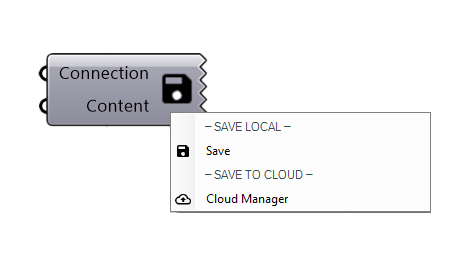 Connection
Content
– SAVE LOCAL –
Save
– SAVE TO CLOUD –
Cloud Manager